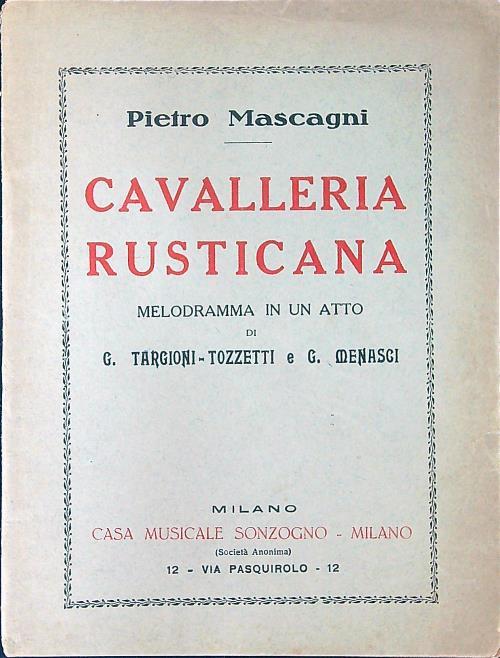 Pietro Mascagni
CAVALLERIA
RUSTICANA
MELODRAMMA IN UN ATTO
DI
G. TARGIONI-TOZZETTI e G. MENASCI
MILANO
CASA MUSICALE SONZOGNO - MILANO
(Società Anonima)
12 - VIA PASQUIROLO - 12